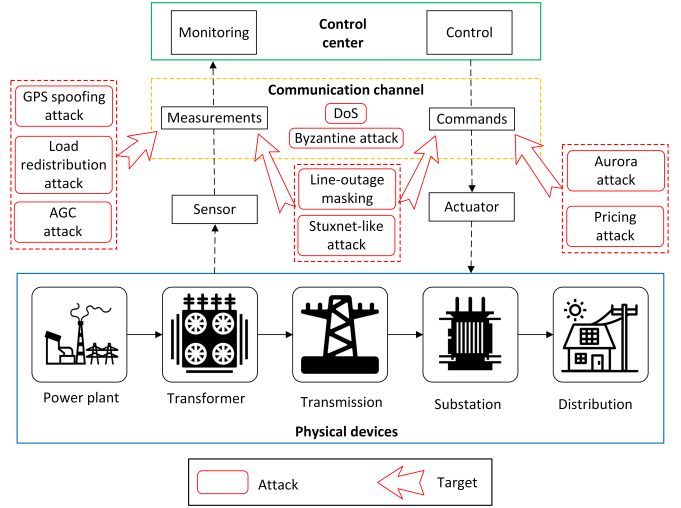 Monitoring
Control
center
Control
Communication channel
GPS spoofing
attack
Load
redistribution
attack
AGC
attack
Measurements
DoS
Byzantine attack
Commands
Line-outage
masking
Stuxnet-like
attack
Aurora
attack
Pricing
attack
Sensor
Actuator
Power plant
Transformer
Transmission
Substation
Distribution
Physical devices
Attack
Target